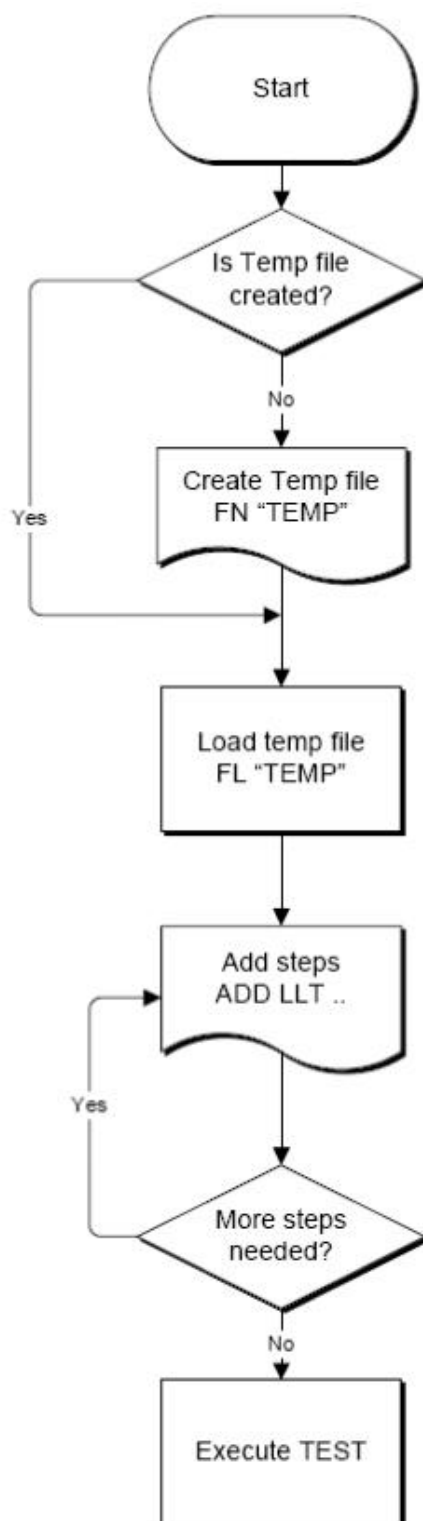 Start
Is Temp file
created?
No
Create Temp file
FN “TEMP”
Yes
Load temp file
FL “TEMP”
Add steps
ADD LLT ..
Yes
More steps
needed?
No
Execute TEST